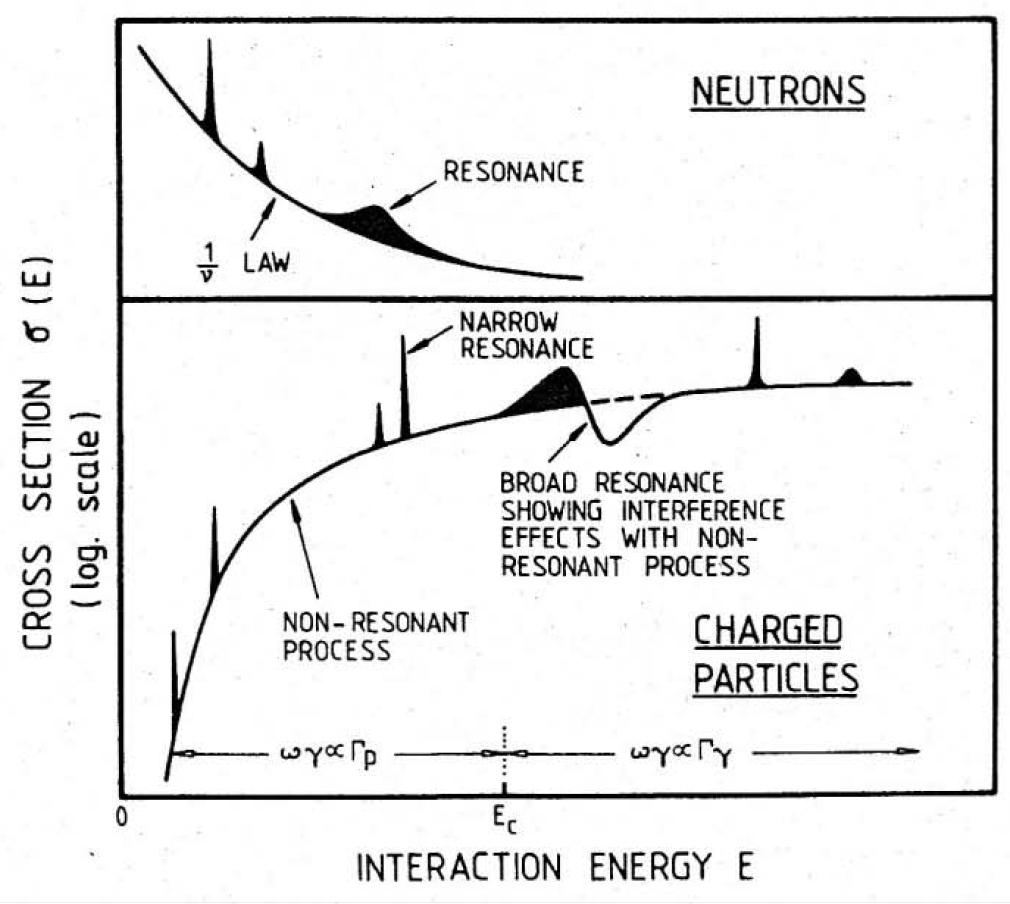 NEUTRONS
RESONANCE
1/ν LAW
NARROW
RESONANCE
BROAD RESONANCE
SHOWING INTERFERENCE
EFFECTS WITH NON-
RESONANT PROCESS
NON-RESONANT
PROCESS
CHARGED
PARTICLES
ωγ∝Γp
ωγ∝Γγ
0
Ec
INTERACTION ENERGY E
CROSS SECTION σ(E)
(log. scale)